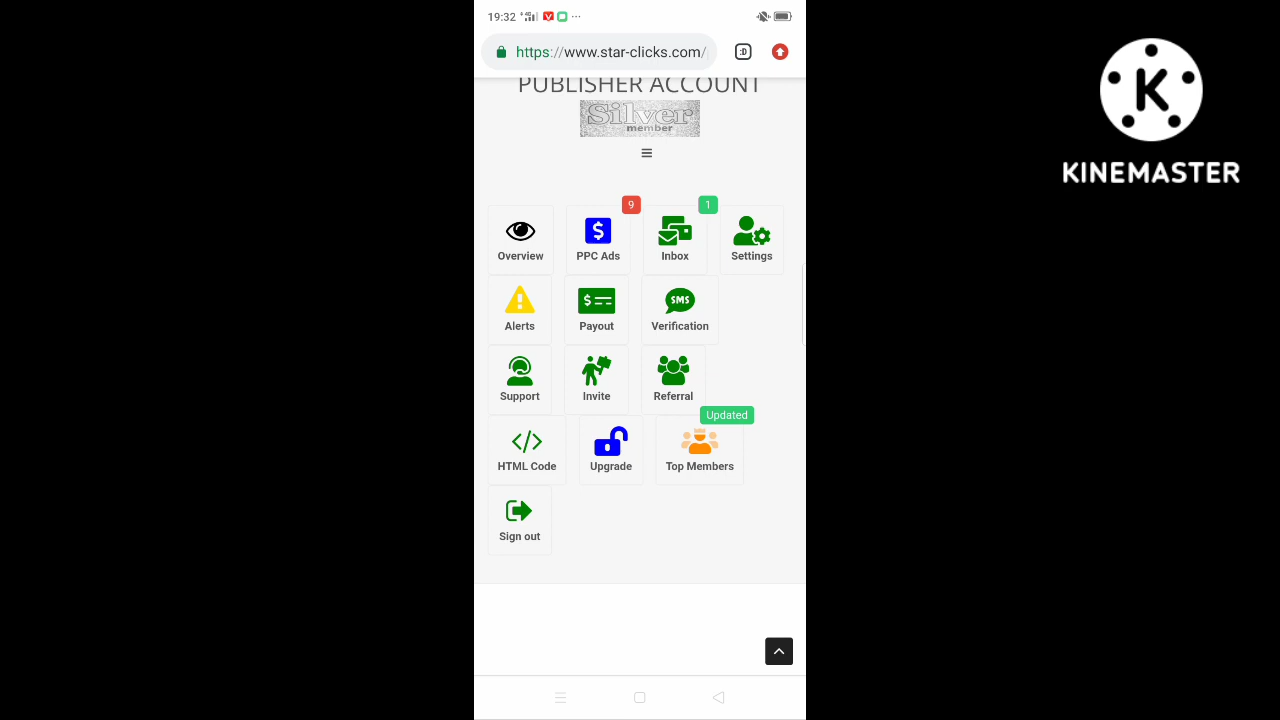 19:32
https://www.star-clicks.com/
:D
PUBLISHER ACCOUNT
Silver
member
9
1
Overview
PPC Ads
Inbox
Settings
SMS
Alerts
Payout
Verification
Support
Invite
Referral
Updated
HTML Code
Upgrade
Top Members
Sign out
K
KINEMASTER